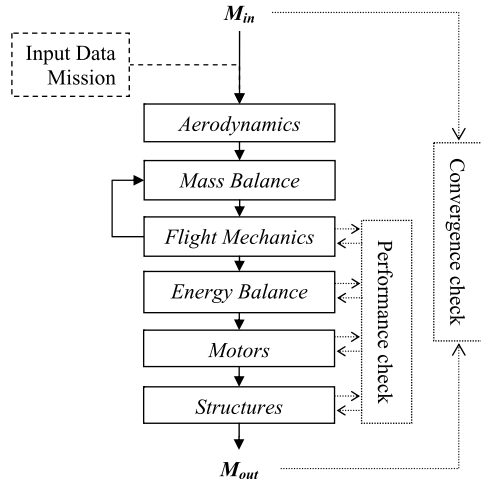 M_in
Input Data
Mission
Aerodynamics
Mass Balance
Flight Mechanics
Energy Balance
Motors
Structures
M_out
Performance check
Convergence check